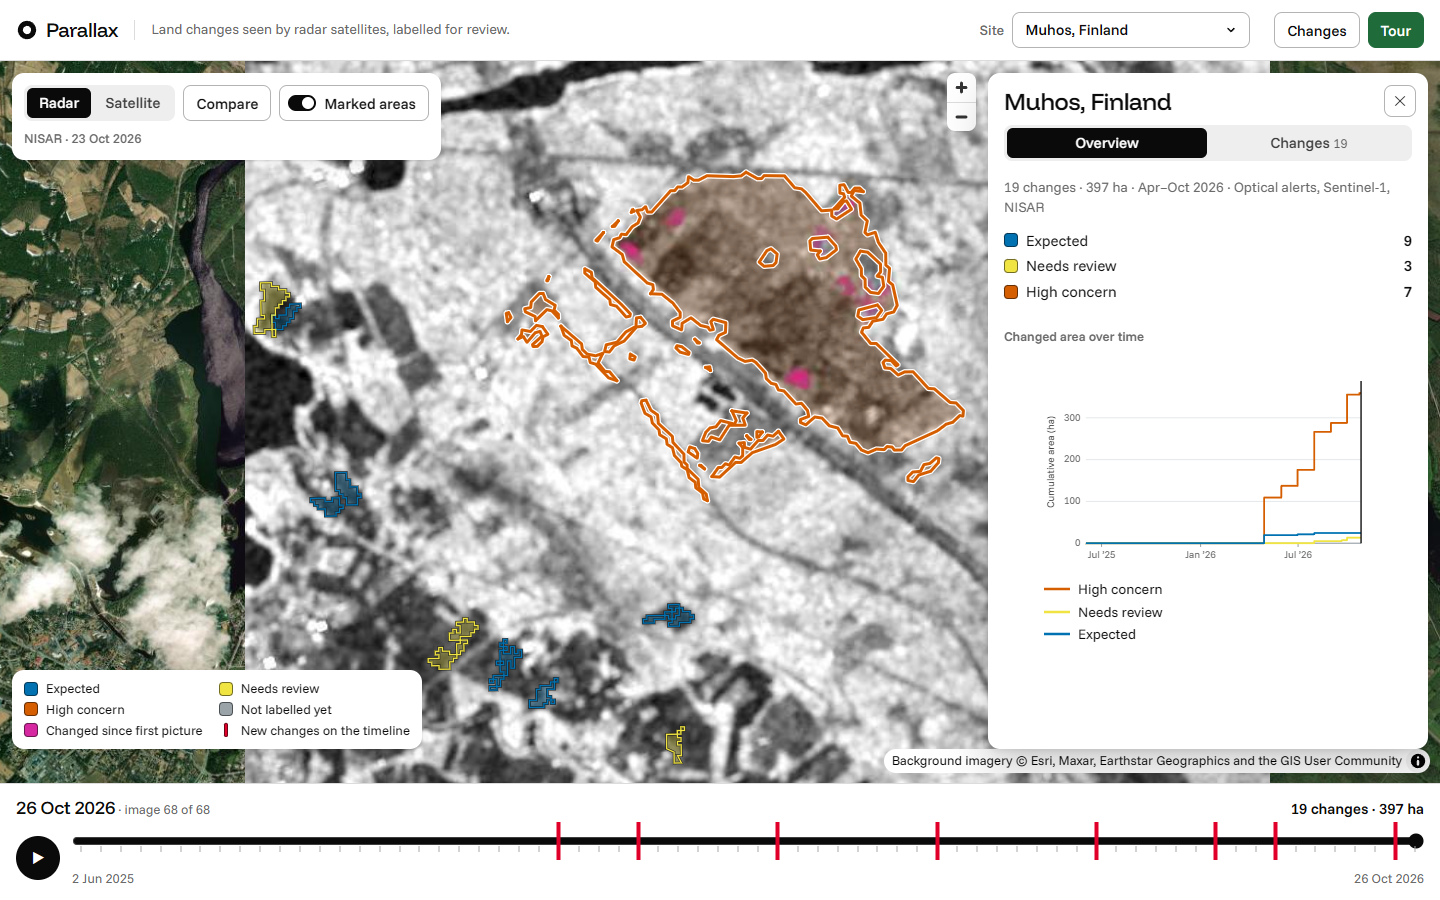 Parallax
Land changes seen by radar satellites, labelled for review.
Site
Muhos, Finland
Changes
Tour
Radar
Satellite
Compare
Marked areas
NISAR · 23 Oct 2026
+
−
Muhos, Finland
Overview
Changes 19
19 changes · 397 ha · Apr–Oct 2026 · Optical alerts, Sentinel-1,
NISAR
Expected 9
Needs review 3
High concern 7
Changed area over time
Cumulative area (ha)
300
200
100
0
Jul '25
Jan '26
Jul '26
High concern
Needs review
Expected
Expected
Needs review
High concern
Not labelled yet
Changed since first picture
New changes on the timeline
Background imagery © Esri, Maxar, Earthstar Geographics and the GIS User Community
26 Oct 2026 · image 68 of 68
19 changes · 397 ha
2 Jun 2025
26 Oct 2026